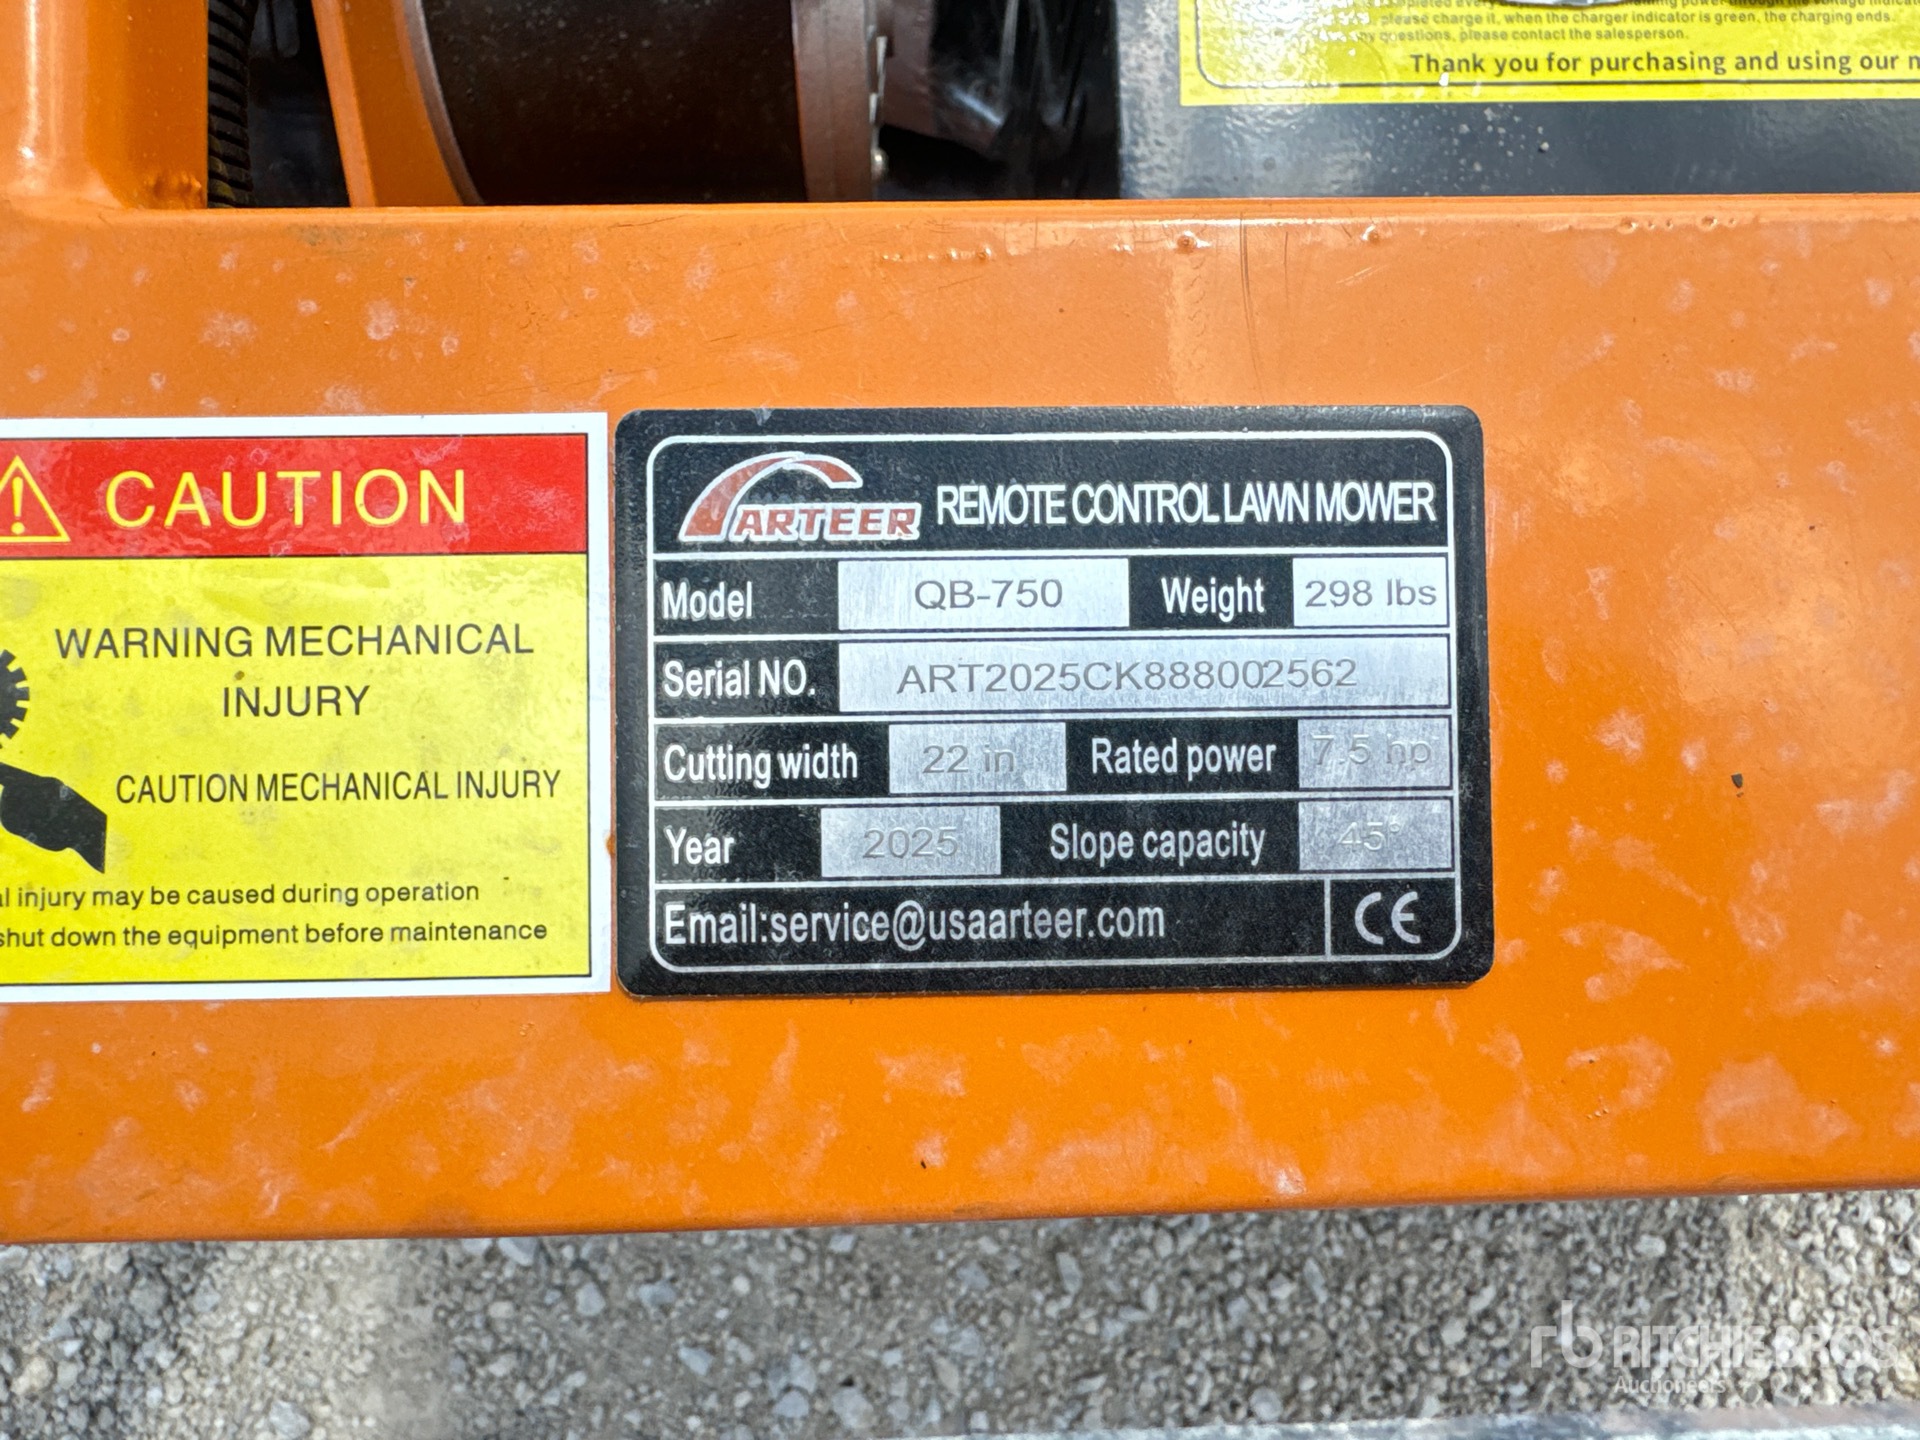 please charge it, when the charger indicator is green, the charging ends.
questions, please contact the salesperson.
Thank you for purchasing and using our
CAUTION
WARNING MECHANICAL
INJURY
CAUTION MECHANICAL INJURY
injury may be caused during operation
shut down the equipment before maintenance
ARTEER REMOTE CONTROL LAWN MOWER
Model QB-750 Weight 298 lbs
Serial NO. ART2025CK888002562
Cutting width 22 in Rated power 7.5 hp
Year 2025 Slope capacity 45°
Email:service@usaarteer.com CE
rb RITCHIE BROS
Auctioneers